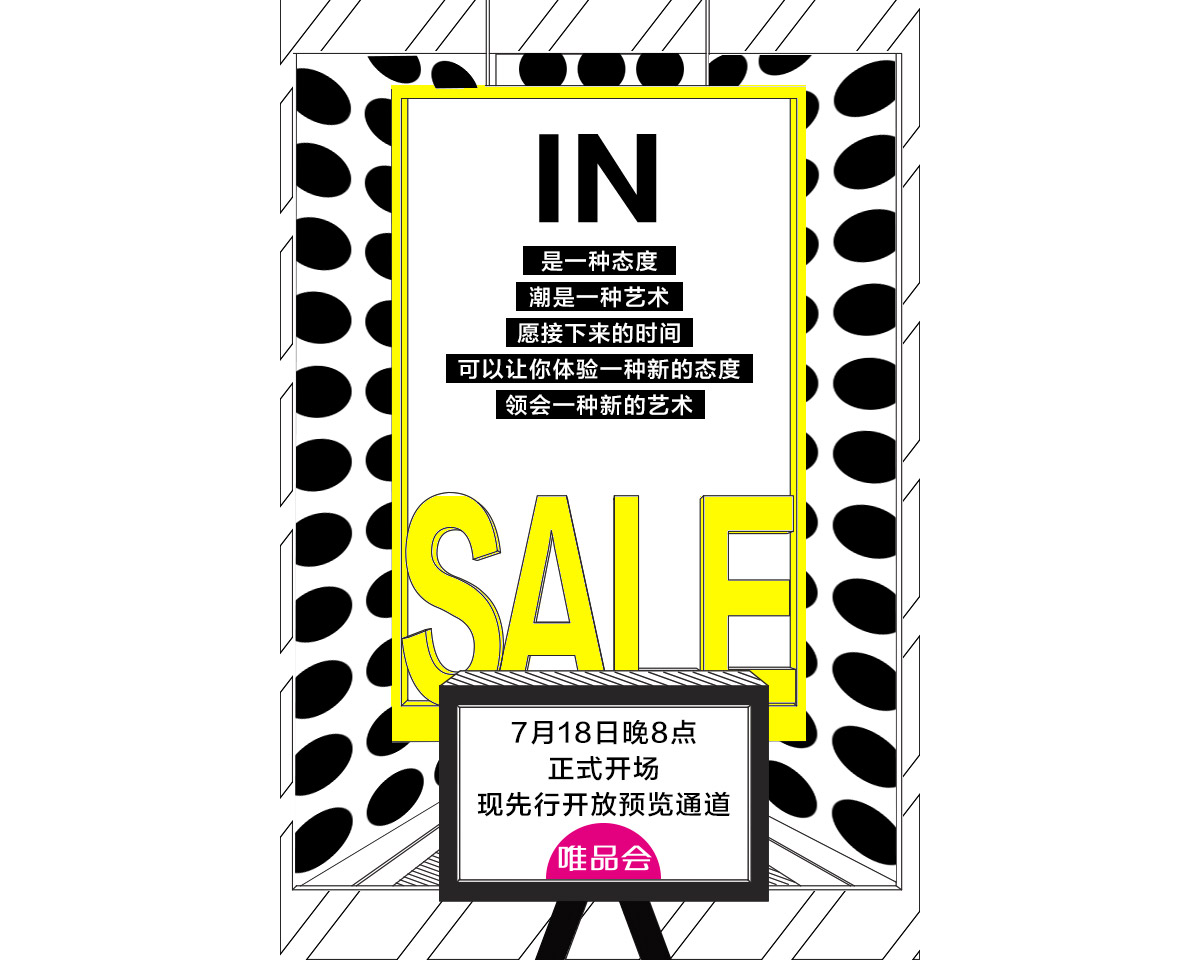 IN
是一种态度
潮是一种艺术
愿接下来的时间
可以让你体验一种新的态度
领会一种新的艺术
SALE
7月18日晚8点
正式开场
现先行开放预览通道
唯品会